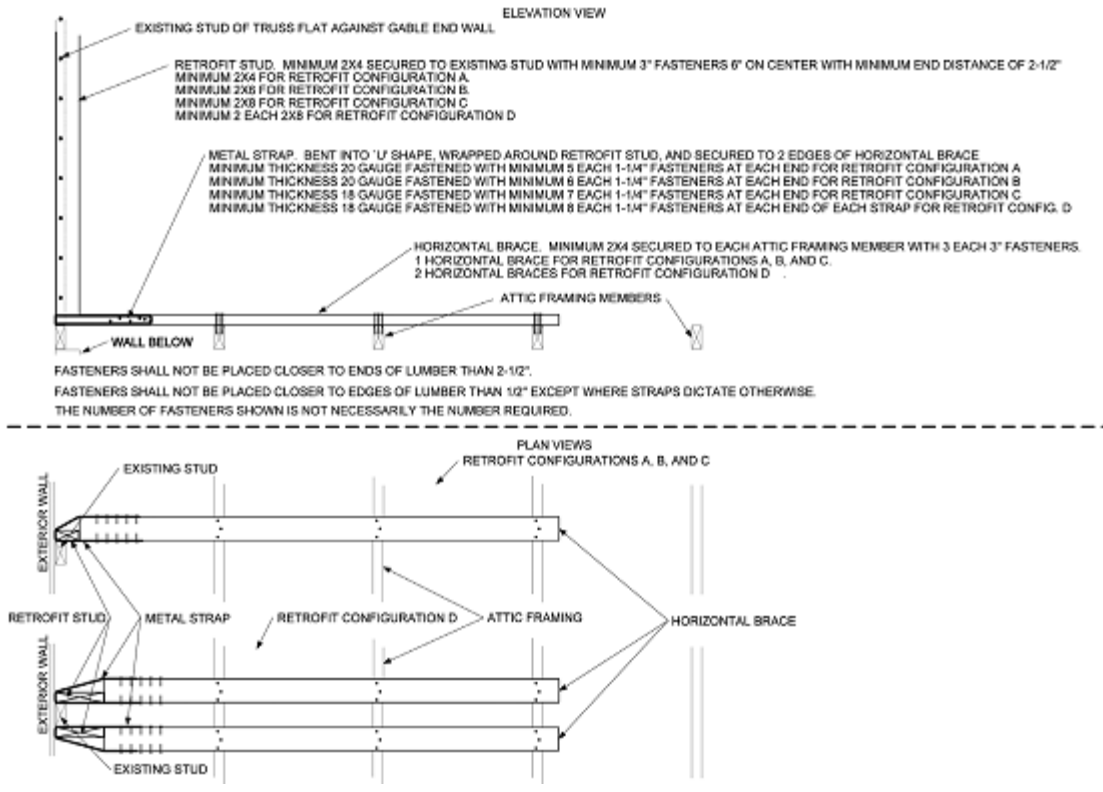 ELEVATION VIEW
EXISTING STUD OF TRUSS FLAT AGAINST GABLE END WALL
RETROFIT STUD. MINIMUM 2X4 SECURED TO EXISTING STUD WITH MINIMUM 3" FASTENERS 6" ON CENTER WITH MINIMUM END DISTANCE OF 2-1/2"
MINIMUM 2X4 FOR RETROFIT CONFIGURATION A.
MINIMUM 2X6 FOR RETROFIT CONFIGURATION B.
MINIMUM 2X8 FOR RETROFIT CONFIGURATION C
MINIMUM 2 EACH 2X8 FOR RETROFIT CONFIGURATION D
METAL STRAP. BENT INTO `U' SHAPE, WRAPPED AROUND RETROFIT STUD, AND SECURED TO 2 EDGES OF HORIZONTAL BRACE
MINIMUM THICKNESS 20 GAUGE FASTENED WITH MINIMUM 5 EACH 1-1/4" FASTENERS AT EACH END FOR RETROFIT CONFIGURATION A
MINIMUM THICKNESS 20 GAUGE FASTENED WITH MINIMUM 6 EACH 1-1/4" FASTENERS AT EACH END FOR RETROFIT CONFIGURATION B
MINIMUM THICKNESS 18 GAUGE FASTENED WITH MINIMUM 7 EACH 1-1/4" FASTENERS AT EACH END FOR RETROFIT CONFIGURATION C
MINIMUM THICKNESS 18 GAUGE FASTENED WITH MINIMUM 8 EACH 1-1/4" FASTENERS AT EACH END OF EACH STRAP FOR RETROFIT CONFIG. D
HORIZONTAL BRACE. MINIMUM 2X4 SECURED TO EACH ATTIC FRAMING MEMBER WITH 3 EACH 3" FASTENERS.
1 HORIZONTAL BRACE FOR RETROFIT CONFIGURATIONS A, B, AND C.
2 HORIZONTAL BRACES FOR RETROFIT CONFIGURATION D .
ATTIC FRAMING MEMBERS
WALL BELOW
FASTENERS SHALL NOT BE PLACED CLOSER TO ENDS OF LUMBER THAN 2-1/2".
FASTENERS SHALL NOT BE PLACED CLOSER TO EDGES OF LUMBER THAN 1/2" EXCEPT WHERE STRAPS DICTATE OTHERWISE.
THE NUMBER OF FASTENERS SHOWN IS NOT NECESSARILY THE NUMBER REQUIRED.
PLAN VIEWS
RETROFIT CONFIGURATIONS A, B, AND C
EXISTING STUD
EXTERIOR WALL
RETROFIT STUD
METAL STRAP
RETROFIT CONFIGURATION D
ATTIC FRAMING
HORIZONTAL BRACE
EXTERIOR WALL
EXISTING STUD